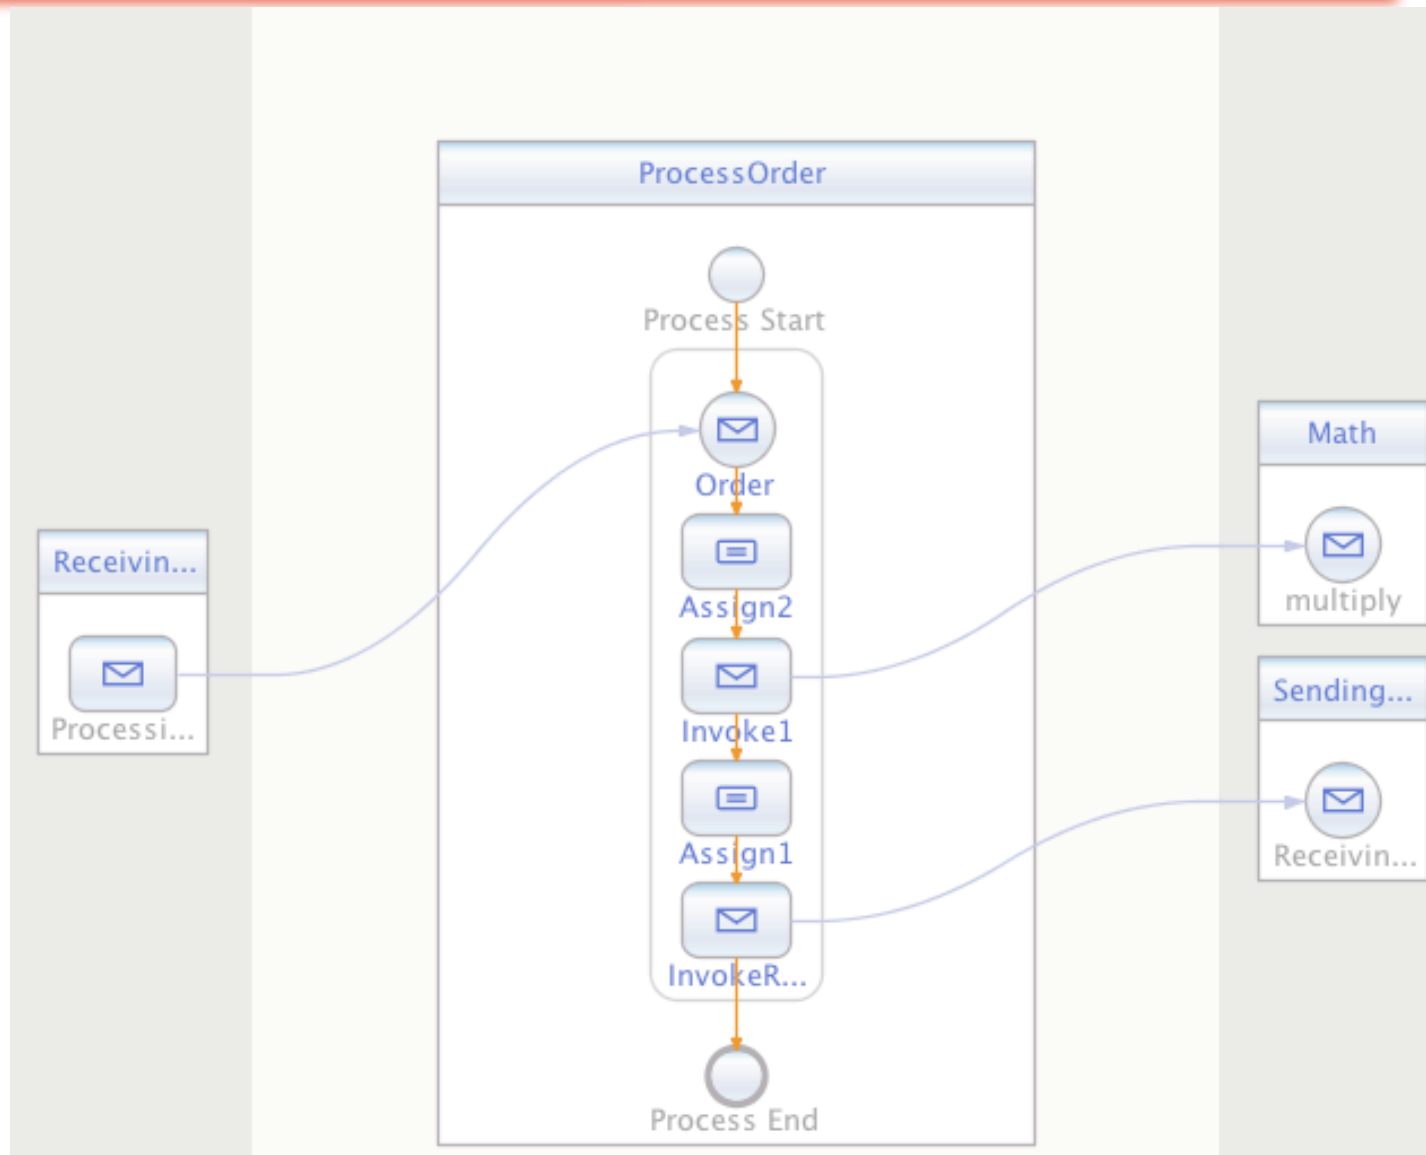 ProcessOrder
Process Start
Order
Assign2
Invoke1
Assign1
InvokeR...
Process End
Receivin...
Processi...
Math
multiply
Sending...
Receivin...